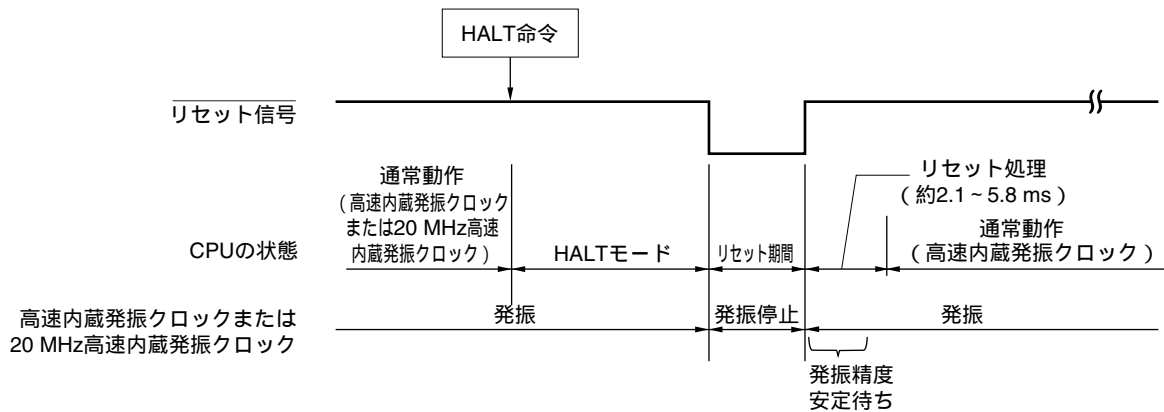 HALT命令
リセット信号
通常動作
(高速内蔵発振クロック
または20 MHz高速
内蔵発振クロック)
CPUの状態
HALTモード
リセット期間
リセット処理
(約2.1~5.8 ms)
通常動作
(高速内蔵発振クロック)
高速内蔵発振クロックまたは
20 MHz高速内蔵発振クロック
発振
発振停止
発振
発振精度
安定待ち